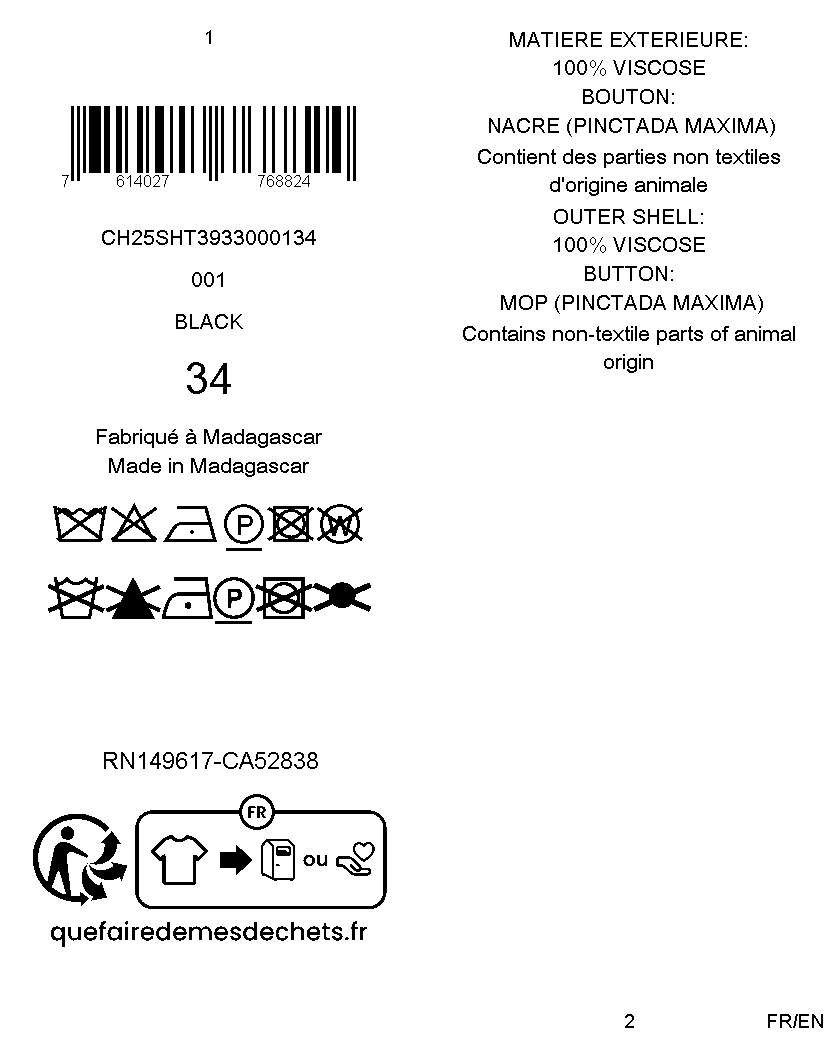 1
7 614027 768824
CH25SHT3933000134
001
BLACK
34
Fabriqué à Madagascar
Made in Madagascar
P W
P
RN149617-CA52838
FR
ou
quefairedemesdechets.fr
MATIERE EXTERIEURE:
100% VISCOSE
BOUTON:
NACRE (PINCTADA MAXIMA)
Contient des parties non textiles
d'origine animale
OUTER SHELL:
100% VISCOSE
BUTTON:
MOP (PINCTADA MAXIMA)
Contains non-textile parts of animal
origin
2
FR/EN